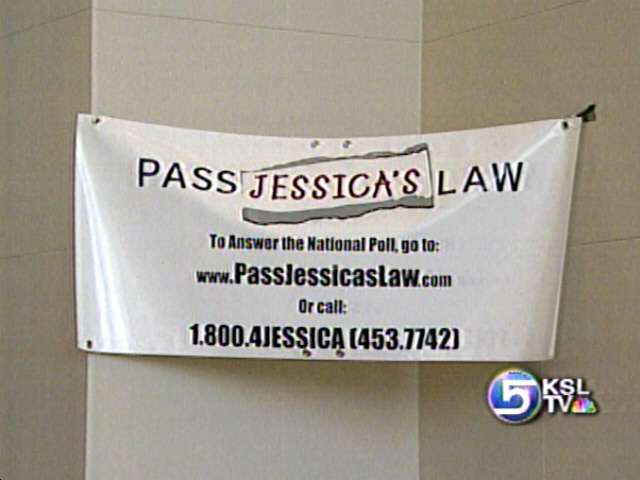 PASS JESSICA'S LAW
To Answer the National Poll, go to:
www.PassJessicasLaw.com
Or call:
1.800.4JESSICA (453.7742)
5 KSL
TV